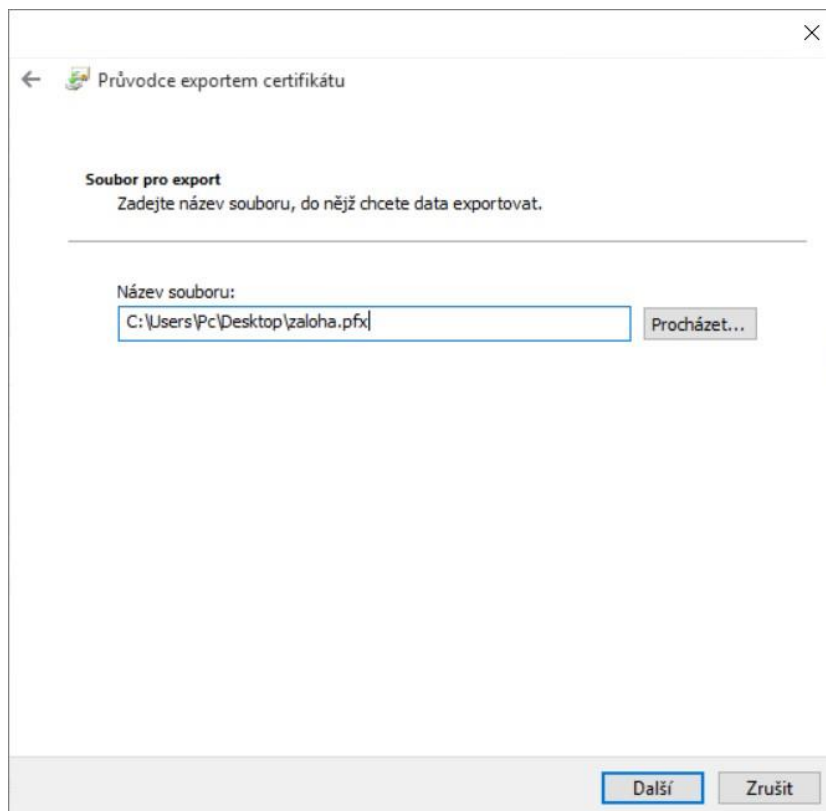 Průvodce exportem certifikátu
Soubor pro export
Zadejte název souboru, do nějž chcete data exportovat.
Název souboru:
C:\Users\Pc\Desktop\zaloha.pfx
Procházet...
Další
Zrušit